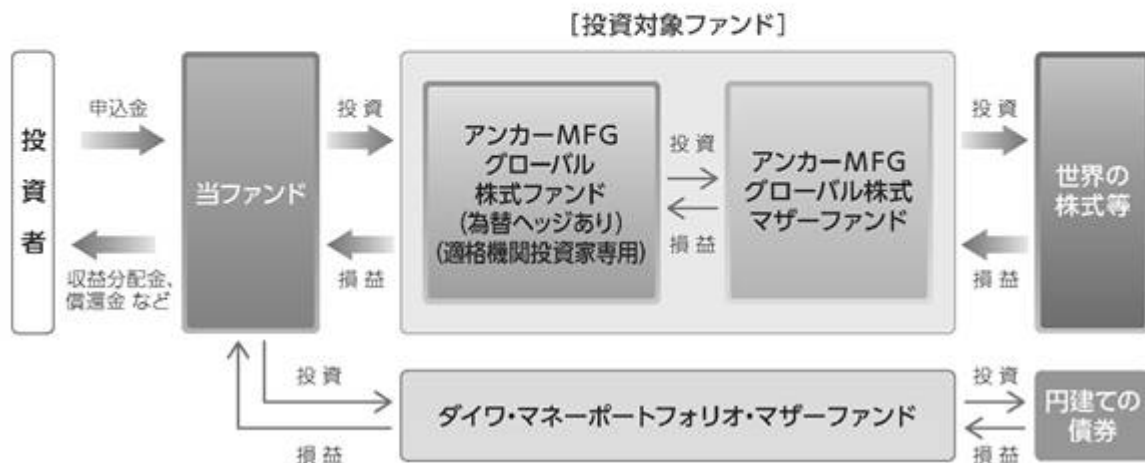 [投資対象ファンド]
投資者
申込金
収益分配金、
償還金 など
当ファンド
投資
損益
アンカーMFG
グローバル
株式ファンド
(為替ヘッジあり)
(適格機関投資家専用)
投資
損益
アンカーMFG
グローバル株式
マザーファンド
投資
損益
世界の
株式等
投資
損益
ダイワ・マネーポートフォリオ・マザーファンド
投資
損益
円建ての
債券